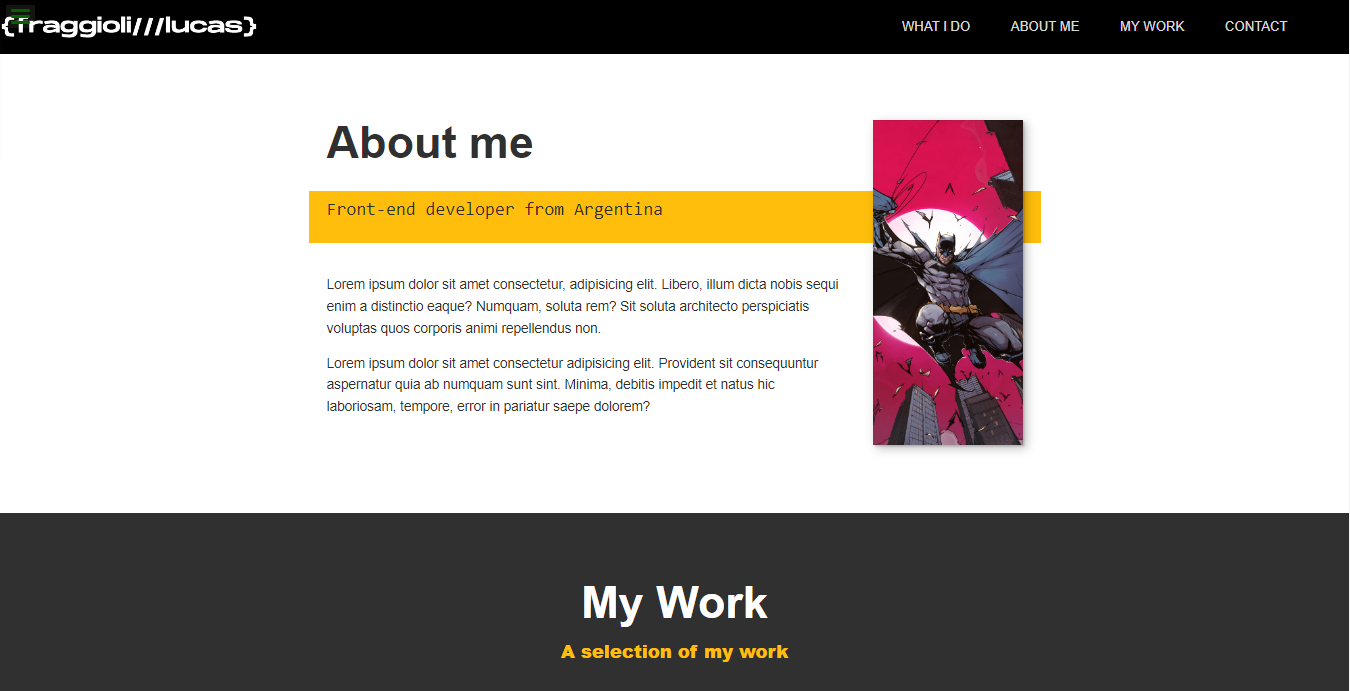 {fraggioli///lucas}
WHAT I DO ABOUT ME MY WORK CONTACT
About me
Front-end developer from Argentina
Lorem ipsum dolor sit amet consectetur, adipisicing elit. Libero, illum dicta nobis sequi
enim a distinctio eaque? Numquam, soluta rem? Sit soluta architecto perspiciatis
voluptas quos corporis animi repellendus non.
Lorem ipsum dolor sit amet consectetur adipisicing elit. Provident sit consequuntur
aspernatur quia ab numquam sunt sint. Minima, debitis impedit et natus hic
laboriosam, tempore, error in pariatur saepe dolorem?
My Work
A selection of my work